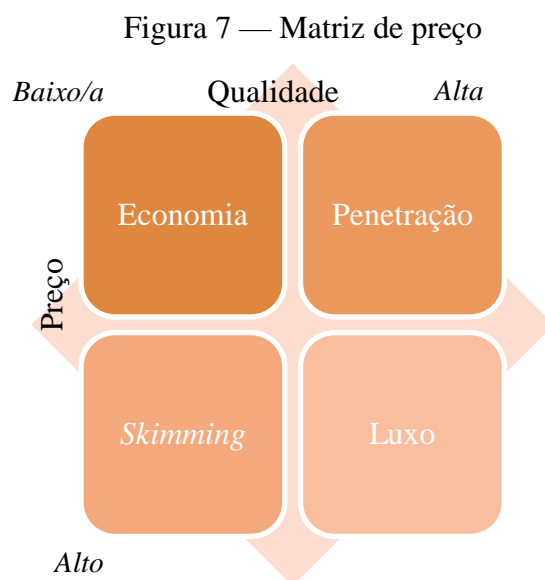 Figura 7 — Matriz de preço
Baixo/a
Qualidade
Alta
Economia
Penetração
Preço
Skimming
Luxo
Alto